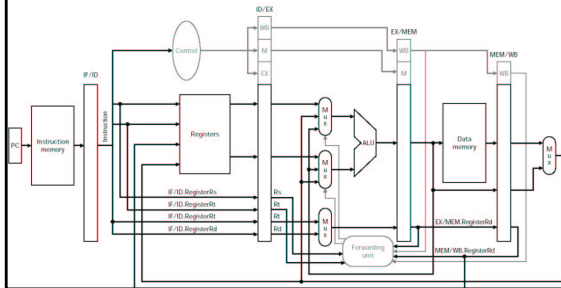 ID/EX
WB
EX/MEM
Control
M
WB
MEM/WB
IF/ID
EX
M
WB
PC
Instruction
memory
Instruction
Registers
M
u
x
M
u
x
ALU
Data
memory
M
u
x
IF/ID.RegisterRs
Rs
IF/ID.RegisterRt
Rt
IF/ID.RegisterRt
Rt
IF/ID.RegisterRd
Rd
M
u
x
EX/MEM.RegisterRd
Forwarding
unit
MEM/WB.RegisterRd